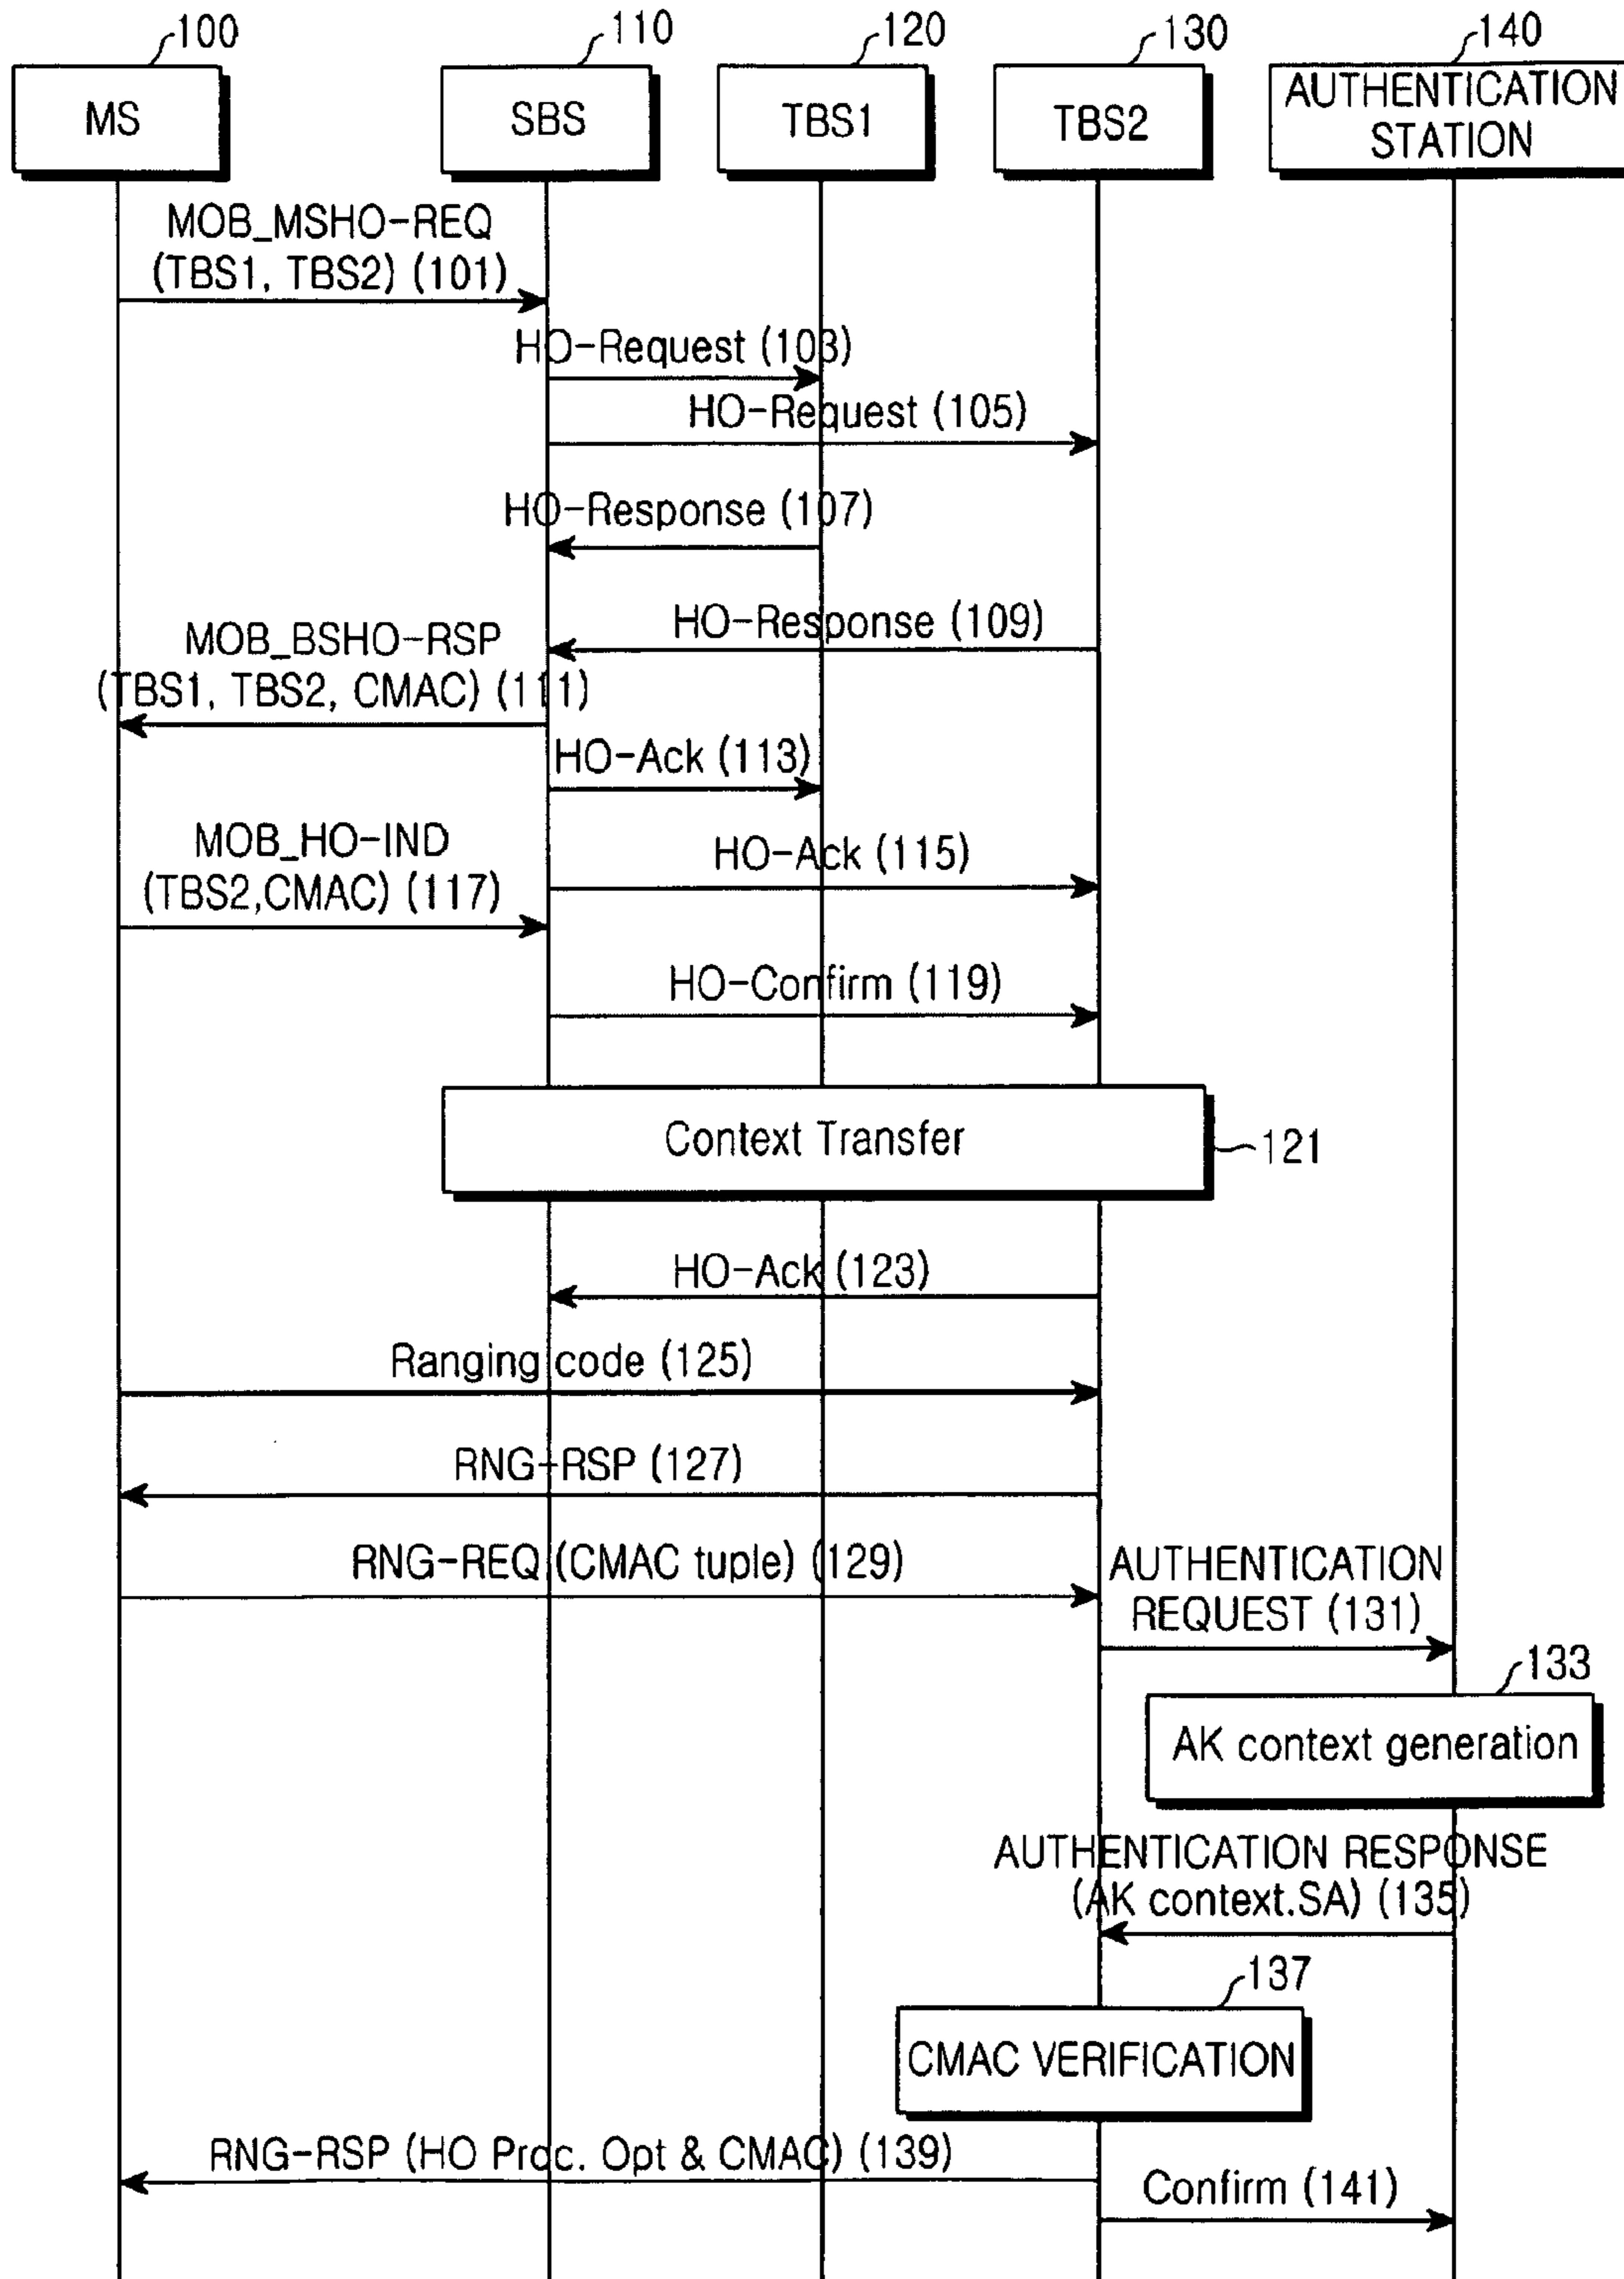 100
110
120
130
140
MS
SBS
TBS1
TBS2
AUTHENTICATION
STATION
MOB_MSHO-REQ
(TBS1, TBS2) (101)
HO-Request (103)
HO-Request (105)
HO-Response (107)
HO-Response (109)
MOB_BSHO-RSP
(TBS1, TBS2, CMAC) (111)
HO-Ack (113)
MOB_HO-IND
(TBS2,CMAC) (117)
HO-Ack (115)
HO-Confirm (119)
Context Transfer
121
HO-Ack (123)
Ranging code (125)
RNG-RSP (127)
RNG-REQ (CMAC tuple) (129)
AUTHENTICATION
REQUEST (131)
133
AK context generation
AUTHENTICATION RESPONSE
(AK context.SA) (135)
137
CMAC VERIFICATION
RNG-RSP (HO Proc. Opt & CMAC) (139)
Confirm (141)